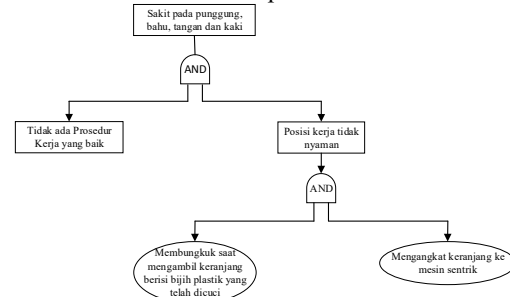 Sakit pada punggung,
bahu, tangan dan kaki
AND
Tidak ada Prosedur
Kerja yang baik
Posisi kerja tidak
nyaman
AND
Membungkuk saat
mengambil keranjang
berisi bijih plastik yang
telah dicuci
Mengangkat keranjang ke
mesin sentrik